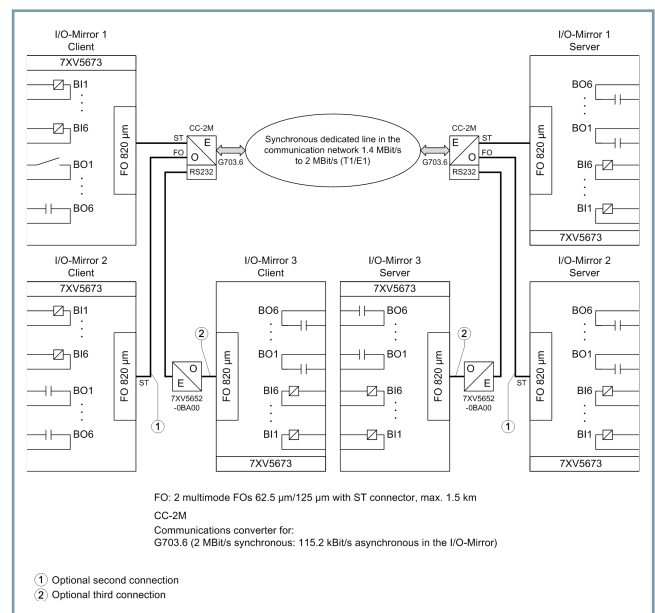 I/O-Mirror 1
Client
7XV5673
BI1
BI6
BO1
BO6
FO 820 µm
ST
FO
CC-2M
E
O
RS232
G703.6
Synchronous dedicated line in the
communication network 1.4 MBit/s
to 2 MBit/s (T1/E1)
G703.6
CC-2M
E
O
RS232
ST
FO
I/O-Mirror 1
Server
BO6
BO1
BI6
BI1
FO 820 µm
7XV5673
I/O-Mirror 2
Client
7XV5673
BI1
BI6
BO1
BO6
FO 820 µm
ST
1
O
E
7XV5652
-0BA00
2
I/O-Mirror 3
Client
FO 820 µm
BO6
BO1
BI6
BI1
7XV5673
I/O-Mirror 3
Server
7XV5673
BO6
BO1
BI6
BI1
FO 820 µm
2
O
E
7XV5652
-0BA00
ST
1
I/O-Mirror 2
Server
FO 820 µm
BO6
BO1
BI6
BI1
7XV5673
FO: 2 multimode FOs 62.5 µm/125 µm with ST connector, max. 1.5 km
CC-2M
Communications converter for:
G703.6 (2 MBit/s synchronous: 115.2 kBit/s asynchronous in the I/O-Mirror)
1 Optional second connection
2 Optional third connection